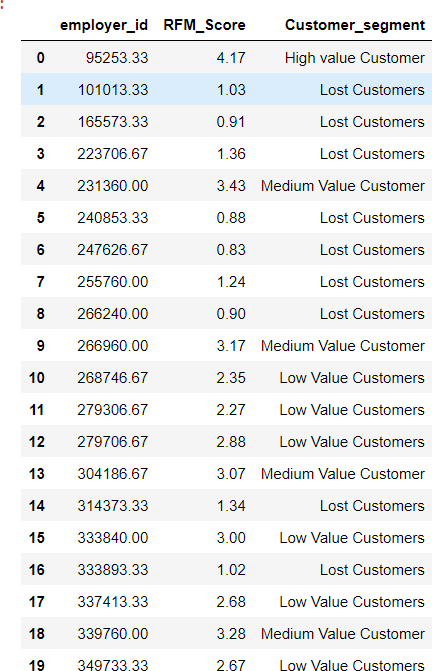 employer_id RFM_Score Customer_segment
0 95253.33 4.17 High value Customer
1 101013.33 1.03 Lost Customers
2 165573.33 0.91 Lost Customers
3 223706.67 1.36 Lost Customers
4 231360.00 3.43 Medium Value Customer
5 240853.33 0.88 Lost Customers
6 247626.67 0.83 Lost Customers
7 255760.00 1.24 Lost Customers
8 266240.00 0.90 Lost Customers
9 266960.00 3.17 Medium Value Customer
10 268746.67 2.35 Low Value Customers
11 279306.67 2.27 Low Value Customers
12 279706.67 2.88 Low Value Customers
13 304186.67 3.07 Medium Value Customer
14 314373.33 1.34 Lost Customers
15 333840.00 3.00 Low Value Customers
16 333893.33 1.02 Lost Customers
17 337413.33 2.68 Low Value Customers
18 339760.00 3.28 Medium Value Customer
19 349733.33 2.67 Low Value Customers